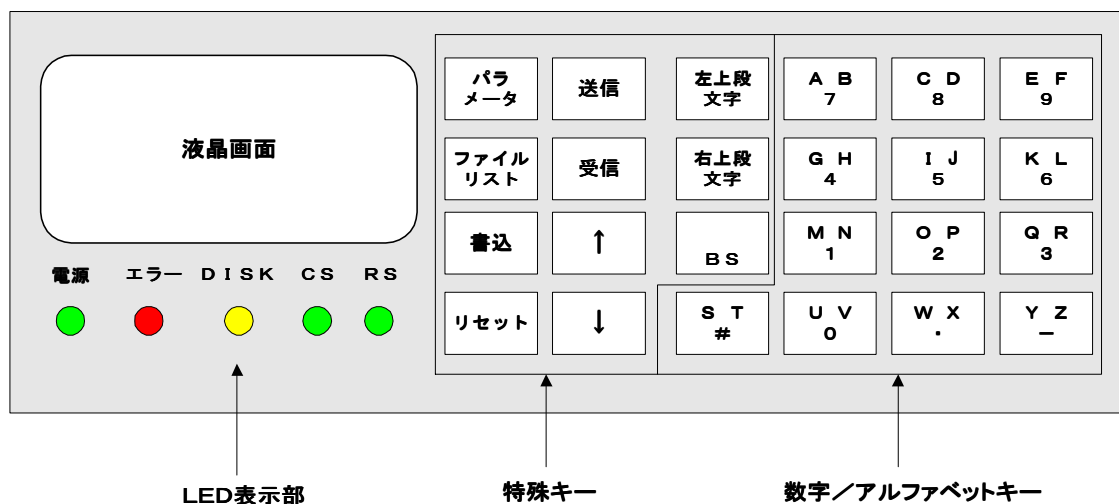 液晶画面
電源 エラー DISK CS RS
パラ
メータ
送信
左上段
文字
A B
7
C D
8
E F
9
ファイル
リスト
受信
右上段
文字
G H
4
I J
5
K L
6
書込
↑
BS
M N
1
O P
2
Q R
3
リセット
↓
S T
#
U V
0
W X
.
Y Z
−
LED表示部
特殊キー
数字/アルファベットキー